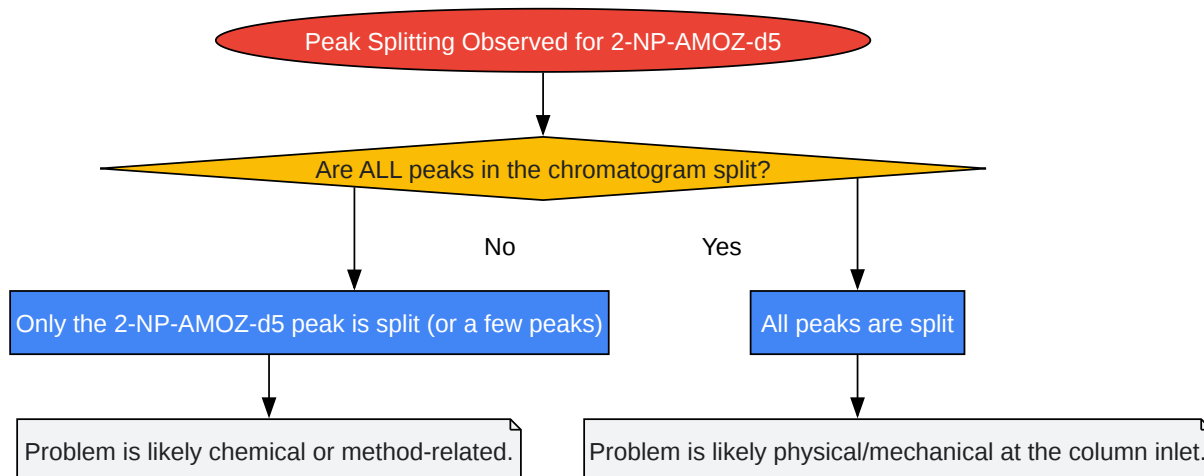 Peak Splitting Observed for 2-NP-AMOZ-d5
Are ALL peaks in the chromatogram split?
No
Yes
Only the 2-NP-AMOZ-d5 peak is split (or a few peaks)
All peaks are split
Problem is likely chemical or method-related.
Problem is likely physical/mechanical at the column inlet.